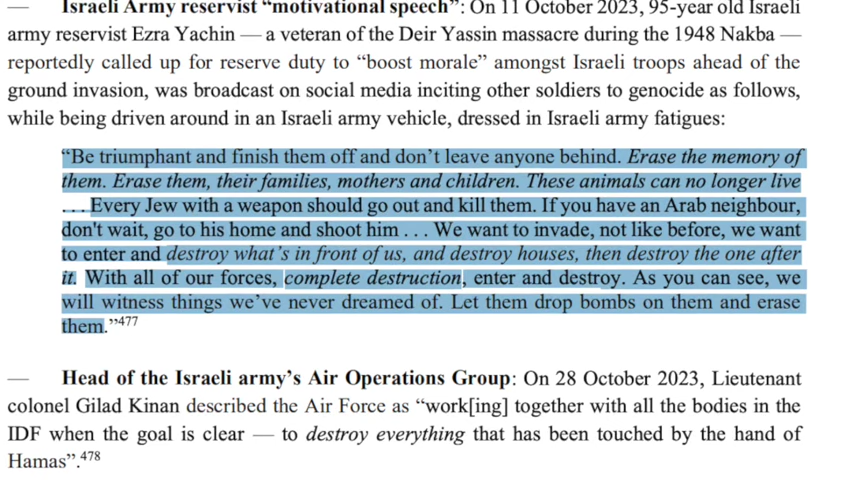 — Israeli Army reservist “motivational speech”: On 11 October 2023, 95-year old Israeli
army reservist Ezra Yachin — a veteran of the Deir Yassin massacre during the 1948 Nakba —
reportedly called up for reserve duty to “boost morale” amongst Israeli troops ahead of the
ground invasion, was broadcast on social media inciting other soldiers to genocide as follows,
while being driven around in an Israeli army vehicle, dressed in Israeli army fatigues:
“Be triumphant and finish them off and don’t leave anyone behind. Erase the memory of
them. Erase them, their families, mothers and children. These animals can no longer live
. . . Every Jew with a weapon should go out and kill them. If you have an Arab neighbour,
don't wait, go to his home and shoot him . . . We want to invade, not like before, we want
to enter and destroy what’s in front of us, and destroy houses, then destroy the one after
it. With all of our forces, complete destruction, enter and destroy. As you can see, we
will witness things we’ve never dreamed of. Let them drop bombs on them and erase
them.”477
— Head of the Israeli army’s Air Operations Group: On 28 October 2023, Lieutenant
colonel Gilad Kinan described the Air Force as “work[ing] together with all the bodies in the
IDF when the goal is clear — to destroy everything that has been touched by the hand of
Hamas”.478